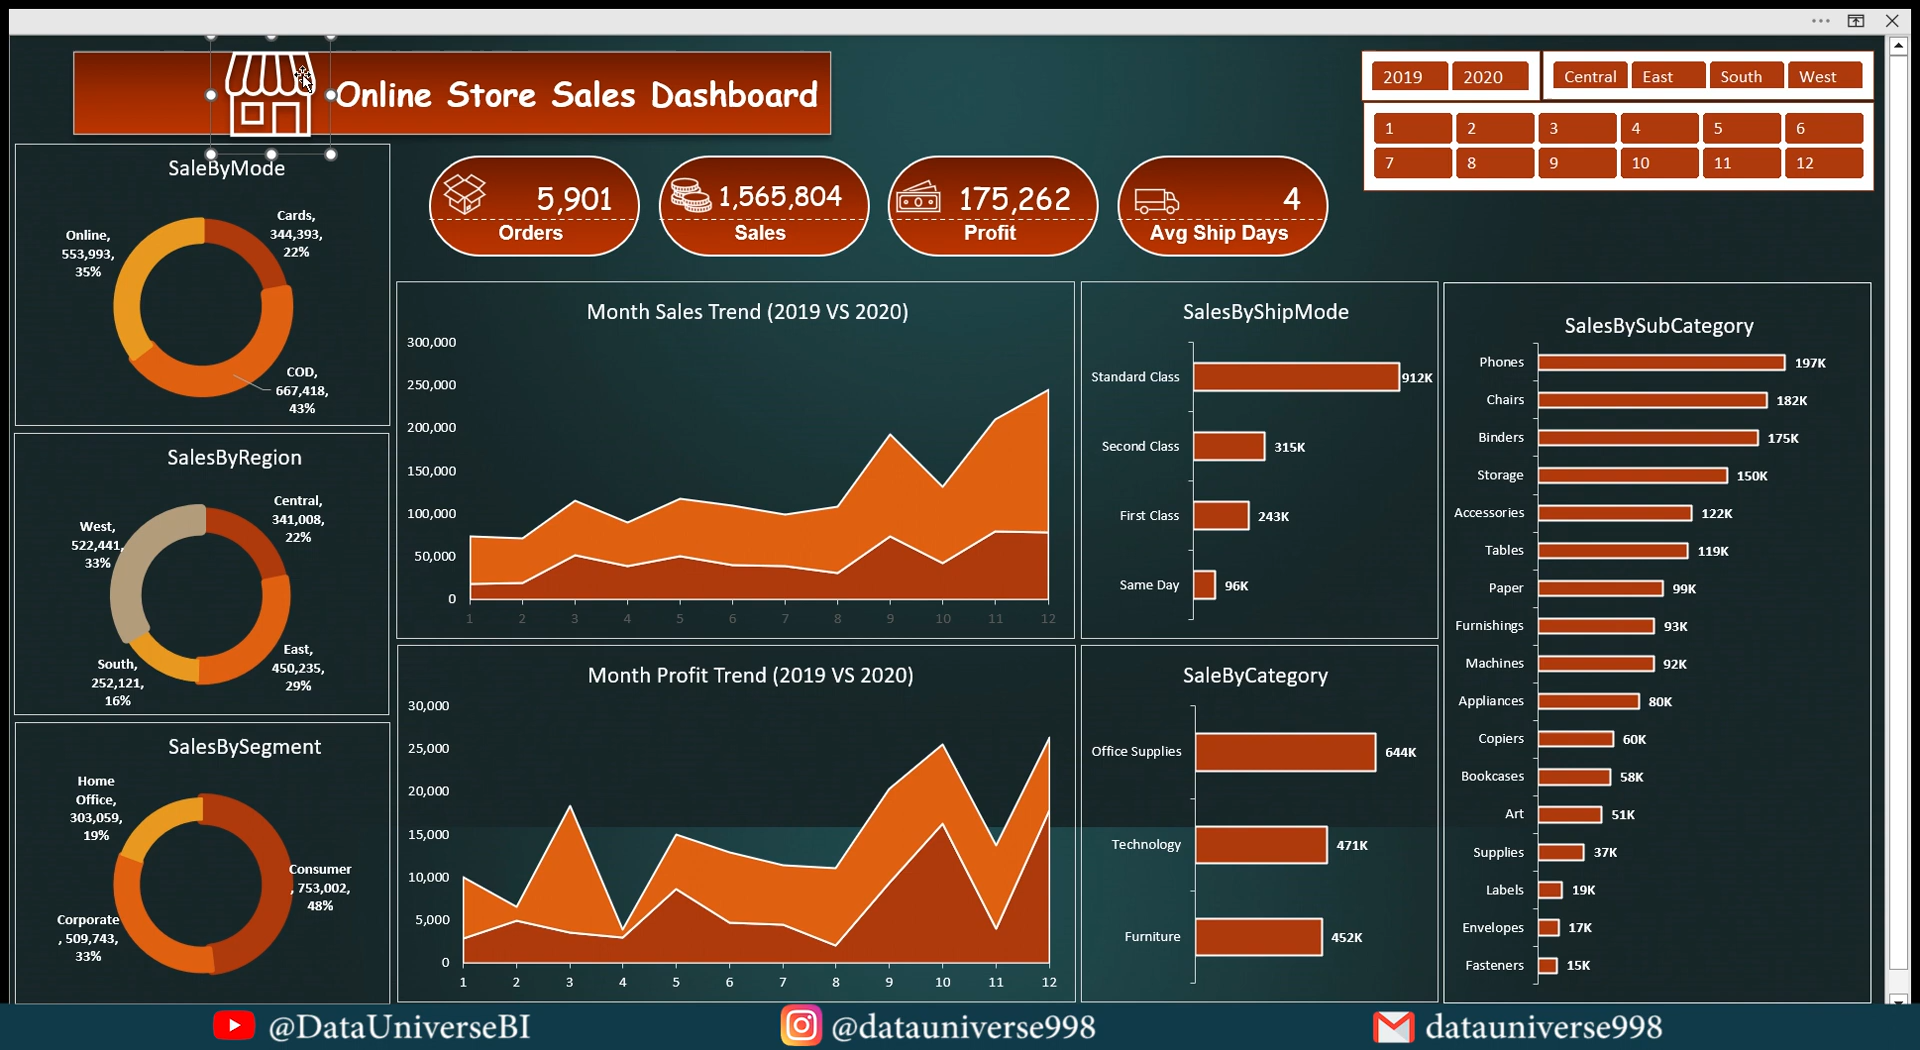 Online Store Sales Dashboard
2019
2020
Central
East
South
West
1
2
3
4
5
6
7
8
9
10
11
12
5,901
Orders
1,565,804
Sales
175,262
Profit
4
Avg Ship Days
SaleByMode
Cards,
344,393,
22%
Online,
553,993,
35%
COD,
667,418,
43%
SalesByRegion
Central,
341,008,
22%
West,
522,441,
33%
East,
450,235,
29%
South,
252,121,
16%
SalesBySegment
Home
Office,
303,059,
19%
Consumer
, 753,002,
48%
Corporate
, 509,743,
33%
Month Sales Trend (2019 VS 2020)
300,000
250,000
200,000
150,000
100,000
50,000
0
1 2 3 4 5 6 7 8 9 10 11 12
Month Profit Trend (2019 VS 2020)
30,000
25,000
20,000
15,000
10,000
5,000
0
1 2 3 4 5 6 7 8 9 10 11 12
SalesByShipMode
Standard Class 912K
Second Class 315K
First Class 243K
Same Day 96K
SaleByCategory
Office Supplies 644K
Technology 471K
Furniture 452K
SalesBySubCategory
Phones 197K
Chairs 182K
Binders 175K
Storage 150K
Accessories 122K
Tables 119K
Paper 99K
Furnishings 93K
Machines 92K
Appliances 80K
Copiers 60K
Bookcases 58K
Art 51K
Supplies 37K
Labels 19K
Envelopes 17K
Fasteners 15K
@DataUniverseBI
@datauniverse998
datauniverse998